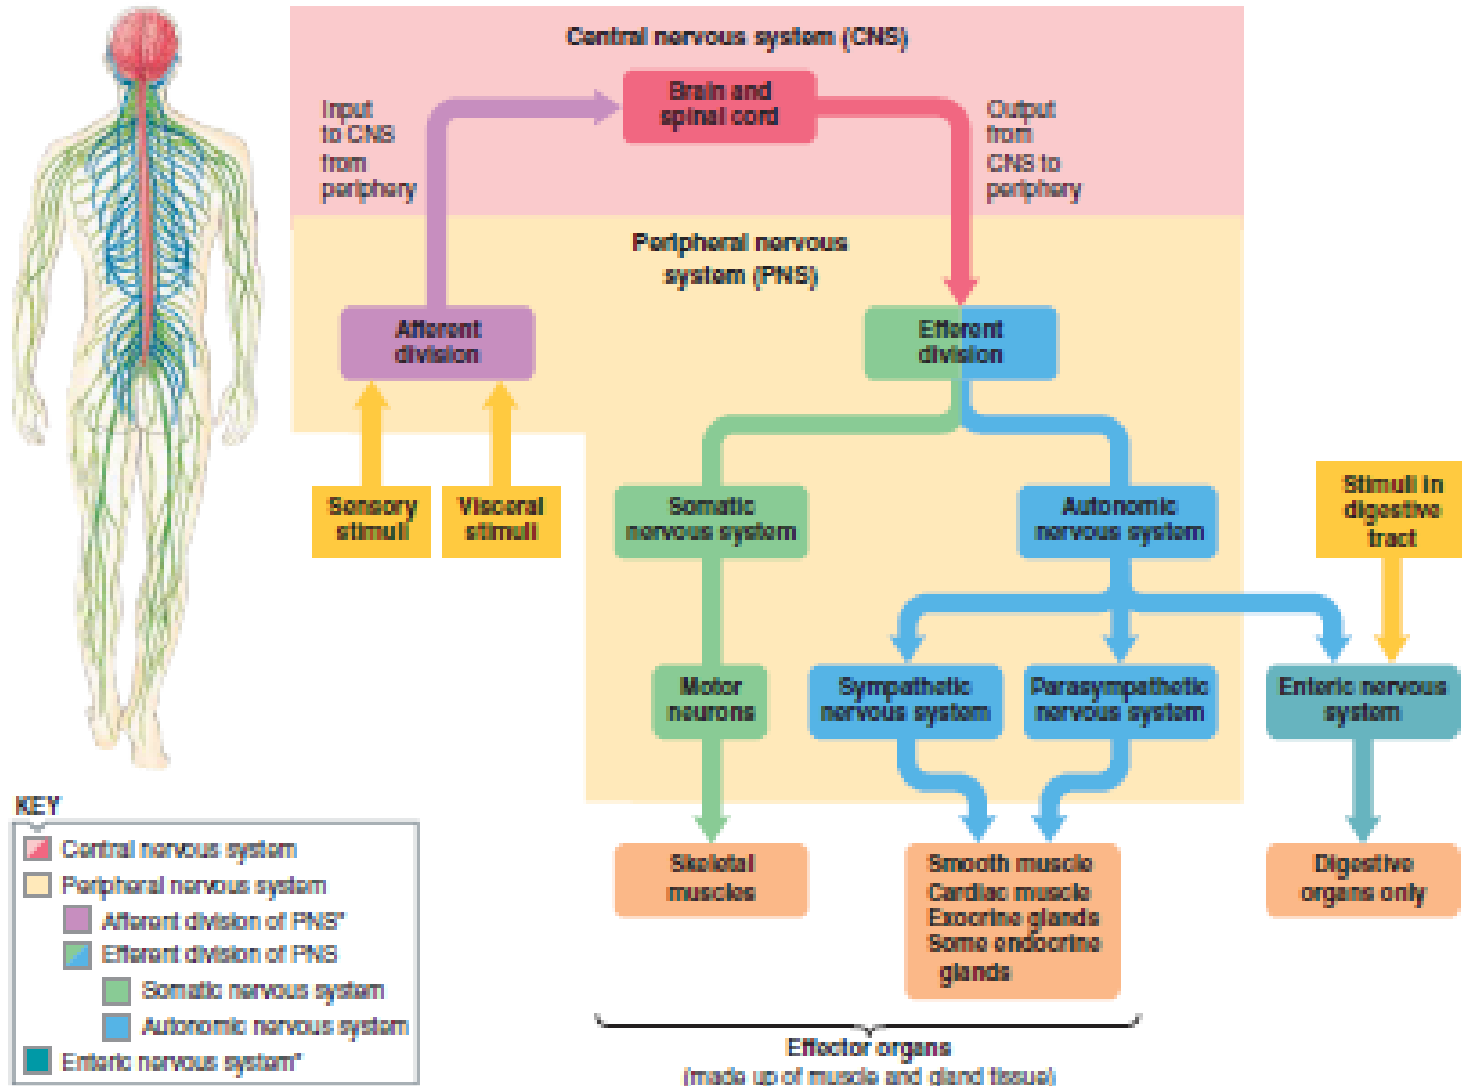 Central nervous system (CNS)
Brain and
spinal cord
Input
to CNS
from
periphery
Output
from
CNS to
periphery
Peripheral nervous
system (PNS)
Afferent
division
Efferent
division
Sensory
stimuli
Visceral
stimuli
Somatic
nervous system
Autonomic
nervous system
Stimuli in
digestive
tract
Motor
neurons
Sympathetic
nervous system
Parasympathetic
nervous system
Enteric nervous
system
Skeletal
muscles
Smooth muscle
Cardiac muscle
Exocrine glands
Some endocrine
glands
Digestive
organs only
Effector organs
(made up of muscle and gland tissue)
KEY
Central nervous system
Peripheral nervous system
Afferent division of PNS*
Efferent division of PNS
Somatic nervous system
Autonomic nervous system
Enteric nervous system*